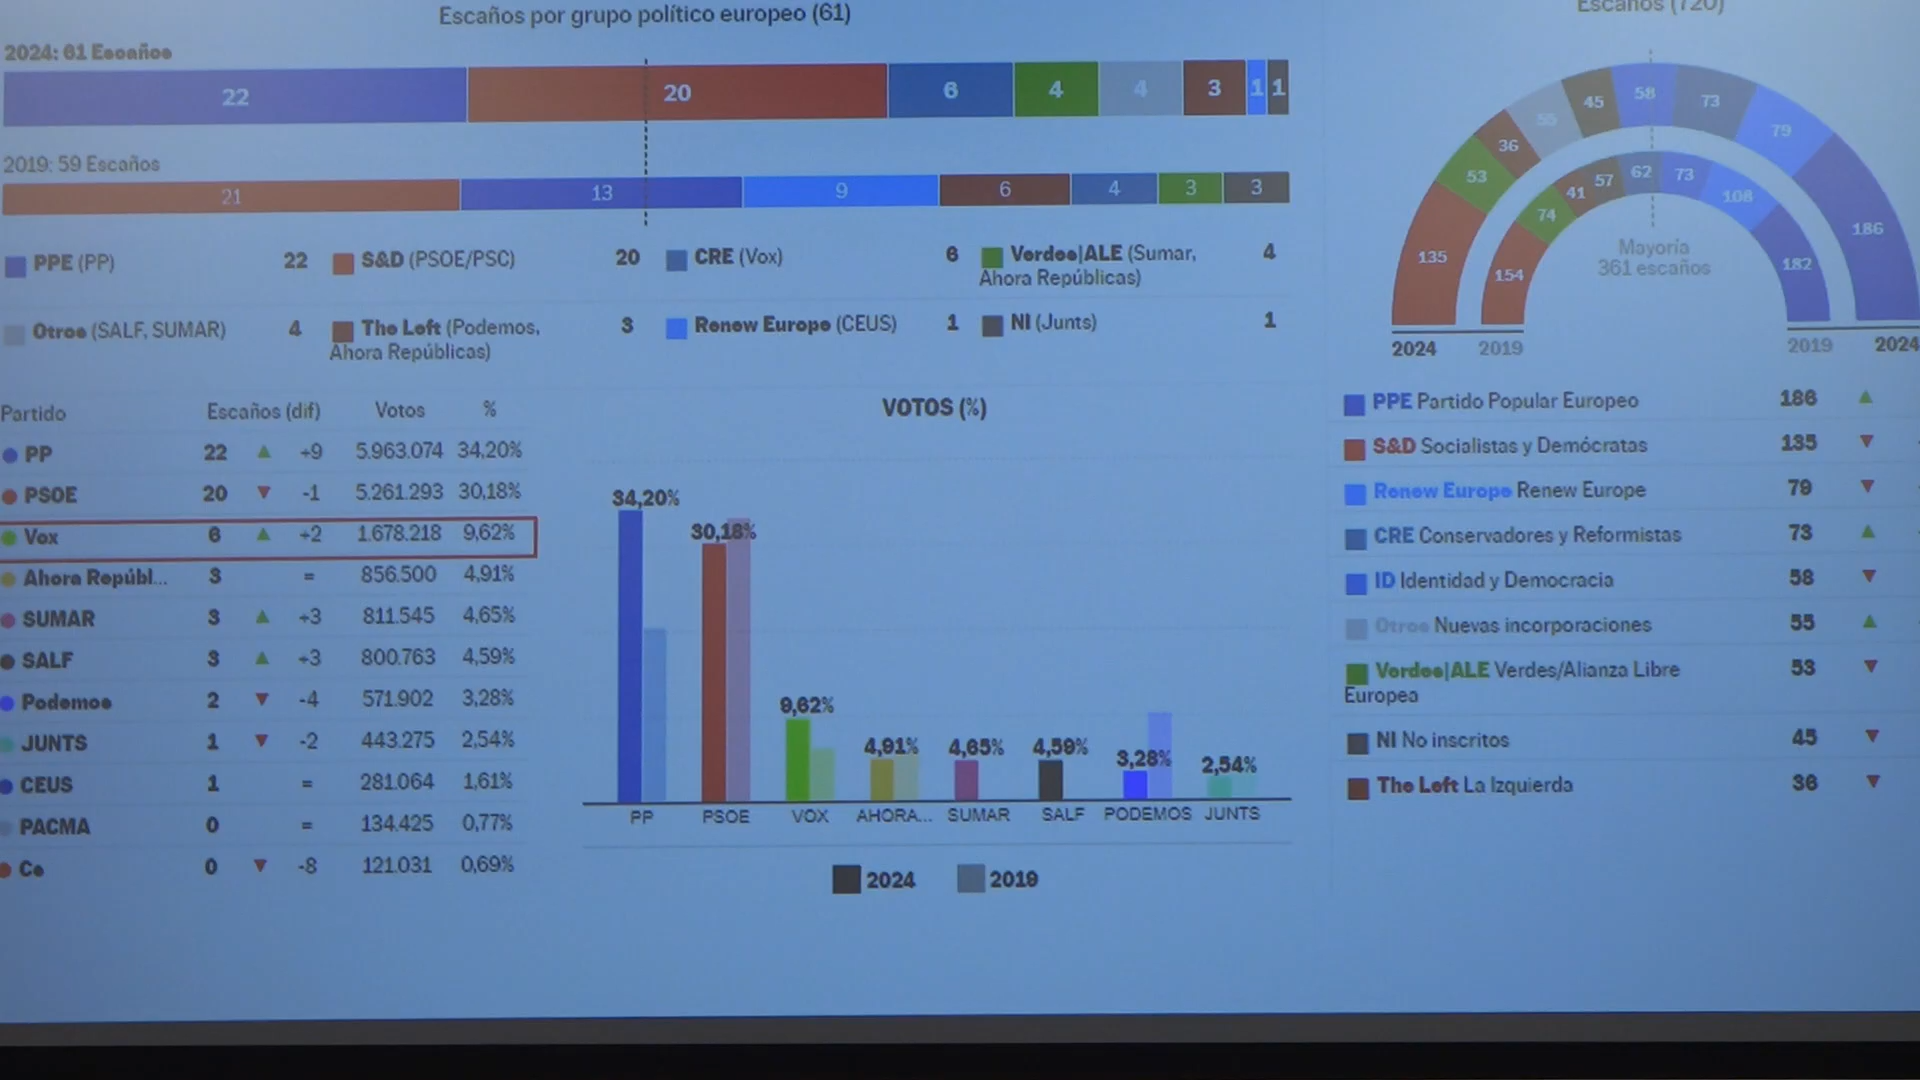 Escaños por grupo político europeo (61)
2024: 61 Escaños
22 20 6 4 4 3 1 1
2019: 59 Escaños
21 13 9 6 4 3 3
PPE (PP) 22
S&D (PSOE/PSC) 20
CRE (Vox) 6
Verdes|ALE (Sumar, 4
Ahora Repúblicas)
Otros (SALF, SUMAR) 4
The Left (Podemos, 3
Ahora Repúblicas)
Renew Europe (CEUS) 1
NI (Junts) 1
Partido Escaños (dif) Votos %
PP 22 ▲ +9 5.963.074 34,20%
PSOE 20 ▼ -1 5.261.293 30,18%
Vox 6 ▲ +2 1.678.218 9,62%
Ahora Repúbl... 3 = 856.500 4,91%
SUMAR 3 ▲ +3 811.545 4,65%
SALF 3 ▲ +3 800.763 4,59%
Podemos 2 ▼ -4 571.902 3,28%
JUNTS 1 ▼ -2 443.275 2,54%
CEUS 1 = 281.064 1,61%
PACMA 0 = 134.425 0,77%
Cs 0 ▼ -8 121.031 0,69%
VOTOS (%)
34,20% 30,18% 9,62% 4,91% 4,65% 4,59% 3,28% 2,54%
PP PSOE VOX AHORA... SUMAR SALF PODEMOS JUNTS
2024 2019
Escaños (720)
135 53 36 55 45 58 73 79 186
154 74 41 57 62 73 108 182
Mayoría
361 escaños
2024 2019 2019 2024
PPE Partido Popular Europeo 186 ▲
S&D Socialistas y Demócratas 135 ▼
Renew Europe Renew Europe 79 ▼
CRE Conservadores y Reformistas 73 ▲
ID Identidad y Democracia 58 ▼
Otros Nuevas incorporaciones 55 ▲
Verdes|ALE Verdes/Alianza Libre 53 ▼
Europea
NI No inscritos 45 ▼
The Left La Izquierda 36 ▼